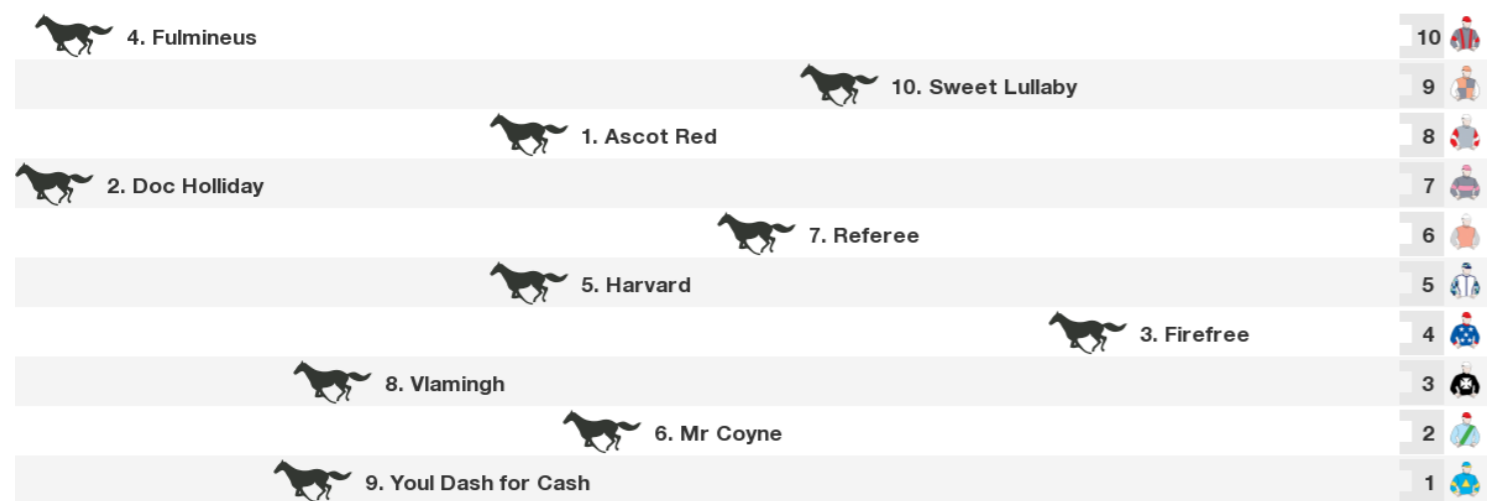 4. Fulmineus 10
10. Sweet Lullaby 9
1. Ascot Red 8
2. Doc Holliday 7
7. Referee 6
5. Harvard 5
3. Firefree 4
8. Vlamingh 3
6. Mr Coyne 2
9. Youl Dash for Cash 1